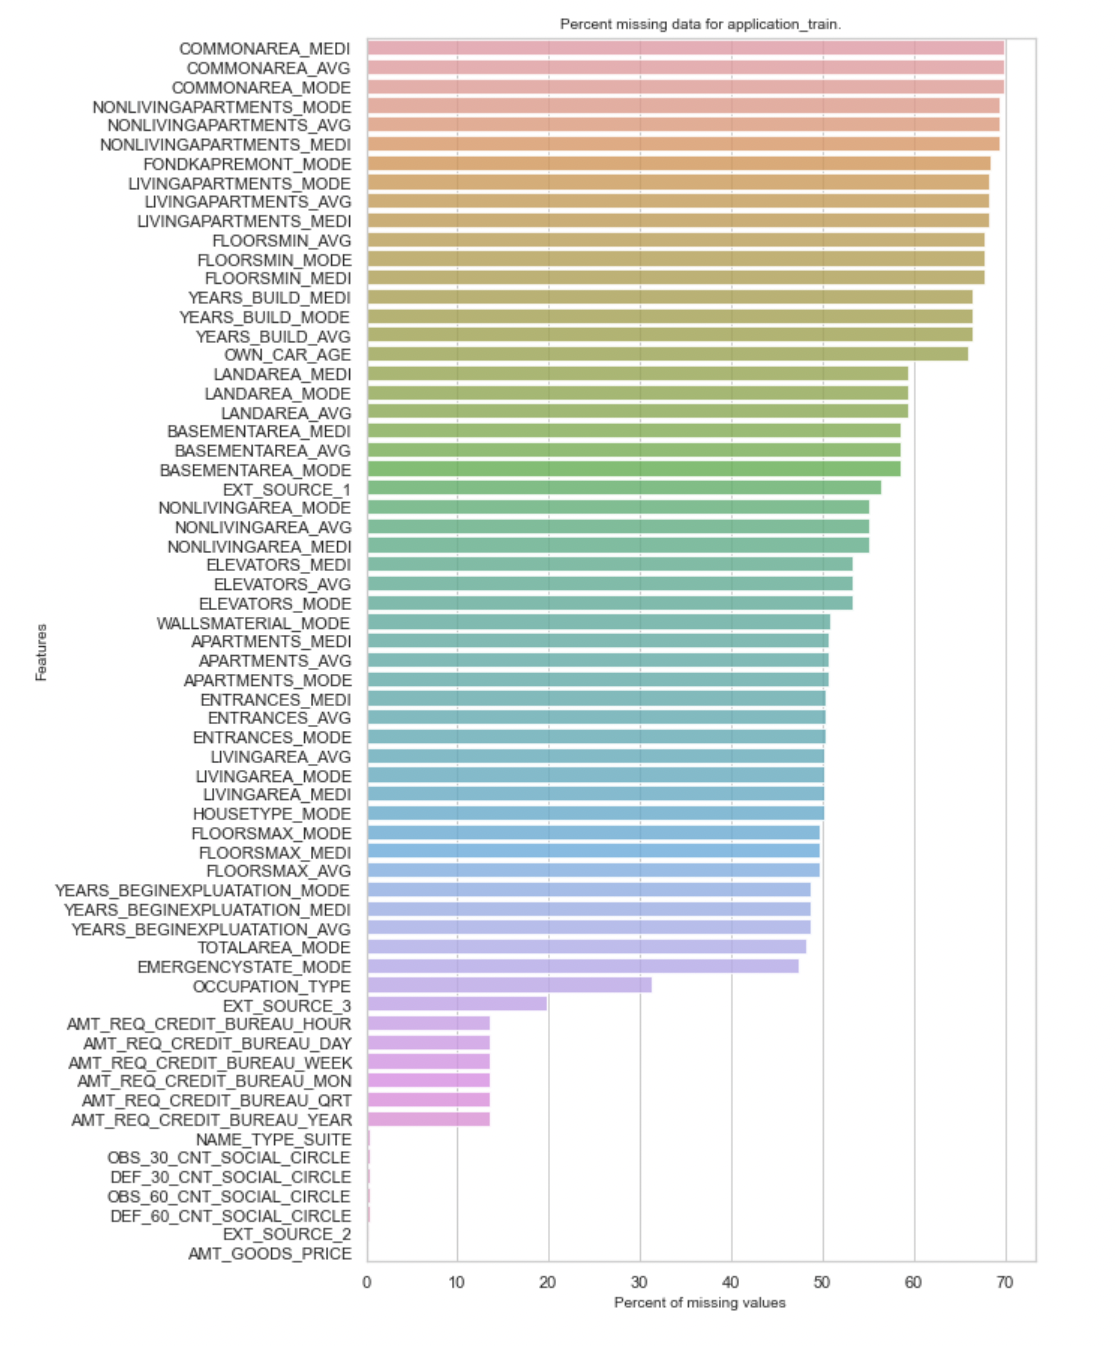 Percent missing data for application_train.
COMMONAREA_MEDI
COMMONAREA_AVG
COMMONAREA_MODE
NONLIVINGAPARTMENTS_MODE
NONLIVINGAPARTMENTS_AVG
NONLIVINGAPARTMENTS_MEDI
FONDKAPREMONT_MODE
LIVINGAPARTMENTS_MODE
LIVINGAPARTMENTS_AVG
LIVINGAPARTMENTS_MEDI
FLOORSMIN_AVG
FLOORSMIN_MODE
FLOORSMIN_MEDI
YEARS_BUILD_MEDI
YEARS_BUILD_MODE
YEARS_BUILD_AVG
OWN_CAR_AGE
LANDAREA_MEDI
LANDAREA_MODE
LANDAREA_AVG
BASEMENTAREA_MEDI
BASEMENTAREA_AVG
BASEMENTAREA_MODE
EXT_SOURCE_1
NONLIVINGAREA_MODE
NONLIVINGAREA_AVG
NONLIVINGAREA_MEDI
ELEVATORS_MEDI
ELEVATORS_AVG
ELEVATORS_MODE
WALLSMATERIAL_MODE
APARTMENTS_MEDI
APARTMENTS_AVG
APARTMENTS_MODE
ENTRANCES_MEDI
ENTRANCES_AVG
ENTRANCES_MODE
LIVINGAREA_AVG
LIVINGAREA_MODE
LIVINGAREA_MEDI
HOUSETYPE_MODE
FLOORSMAX_MODE
FLOORSMAX_MEDI
FLOORSMAX_AVG
YEARS_BEGINEXPLUATATION_MODE
YEARS_BEGINEXPLUATATION_MEDI
YEARS_BEGINEXPLUATATION_AVG
TOTALAREA_MODE
EMERGENCYSTATE_MODE
OCCUPATION_TYPE
EXT_SOURCE_3
AMT_REQ_CREDIT_BUREAU_HOUR
AMT_REQ_CREDIT_BUREAU_DAY
AMT_REQ_CREDIT_BUREAU_WEEK
AMT_REQ_CREDIT_BUREAU_MON
AMT_REQ_CREDIT_BUREAU_QRT
AMT_REQ_CREDIT_BUREAU_YEAR
NAME_TYPE_SUITE
OBS_30_CNT_SOCIAL_CIRCLE
DEF_30_CNT_SOCIAL_CIRCLE
OBS_60_CNT_SOCIAL_CIRCLE
DEF_60_CNT_SOCIAL_CIRCLE
EXT_SOURCE_2
AMT_GOODS_PRICE
Features
0 10 20 30 40 50 60 70
Percent of missing values